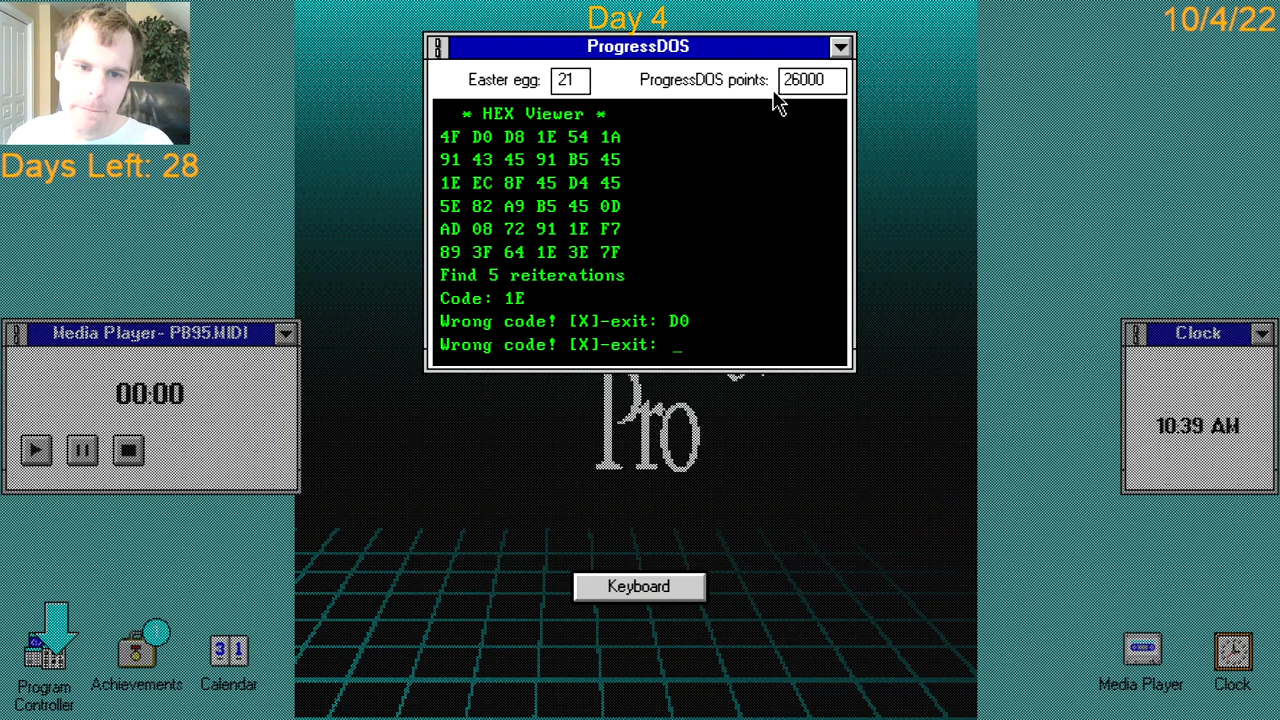 Day 4
10/4/22
Days Left: 28
ProgressDOS
Easter egg: 21 ProgressDOS points: 26000
* HEX Viewer *
4F D0 D8 1E 54 1A
91 43 45 91 B5 45
1E EC 8F 45 D4 45
5E 82 A9 B5 45 0D
AD 08 72 91 1E F7
89 3F 64 1E 3E 7F
Find 5 reiterations
Code: 1E
Wrong code! [X]-exit: D0
Wrong code! [X]-exit: _
Media Player- PB95.MIDI
00:00
Clock
10:39 AM
Pro
Keyboard
1
31
Program
Controller
Achievements
Calendar
Media Player
Clock